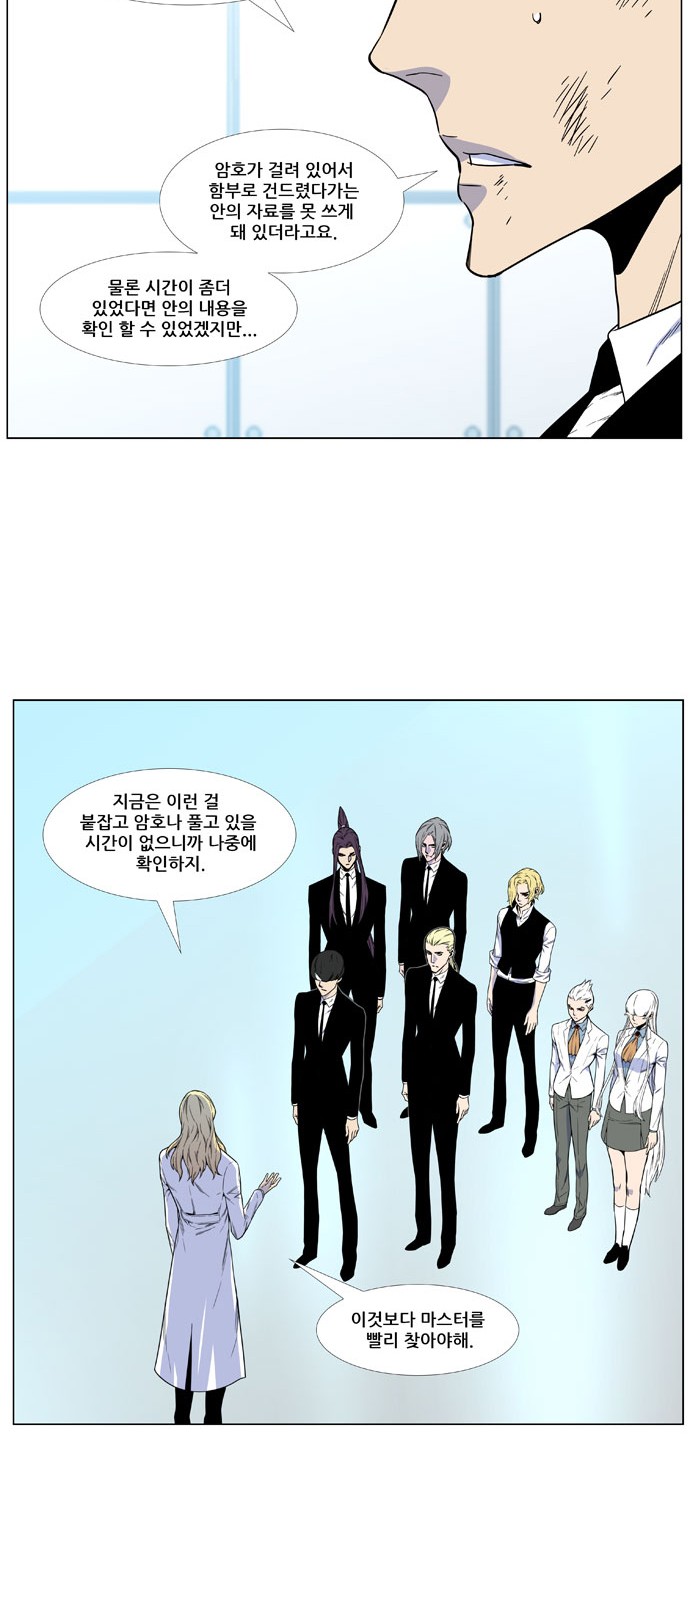 암호가 걸려 있어서
함부로 건드렸다가는
안의 자료를 못 쓰게
돼 있더라고요.
물론 시간이 좀더
있었다면 안의 내용을
확인 할 수 있었겠지만...
지금은 이런 걸
붙잡고 암호나 풀고 있을
시간이 없으니까 나중에
확인하지.
이것보다 마스터를
빨리 찾아야해.